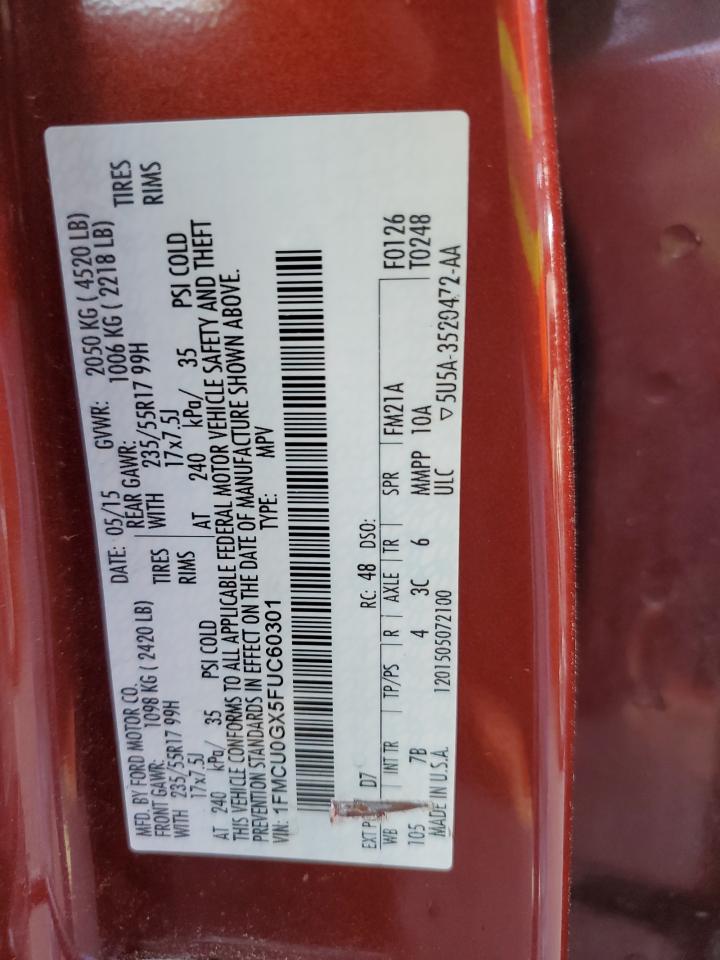 MFD. BY FORD MOTOR CO. DATE: 05/15 GVWR: 2050 KG ( 4520 LB)
FRONT GAWR: 1098 KG ( 2420 LB) REAR GAWR: 1006 KG ( 2218 LB)
WITH 235/55R17 99H TIRES WITH 235/55R17 99H TIRES
17x7.5J RIMS 17x7.5J RIMS
AT 240 kPa/ 35 PSI COLD AT 240 kPa/ 35 PSI COLD
THIS VEHICLE CONFORMS TO ALL APPLICABLE FEDERAL MOTOR VEHICLE SAFETY AND THEFT
PREVENTION STANDARDS IN EFFECT ON THE DATE OF MANUFACTURE SHOWN ABOVE.
VIN: 1FMCU0GX5FUC60301 TYPE: MPV
EXT P D7 RC: 48 DSO: F0126
WB INT TR TP/PS R AXLE TR SPR FM21A T0248
105 7B 4 3C 6 MMPP 10A
MADE IN U.S.A. 1201505072100 ULC ▽5U5A-3520472-AA